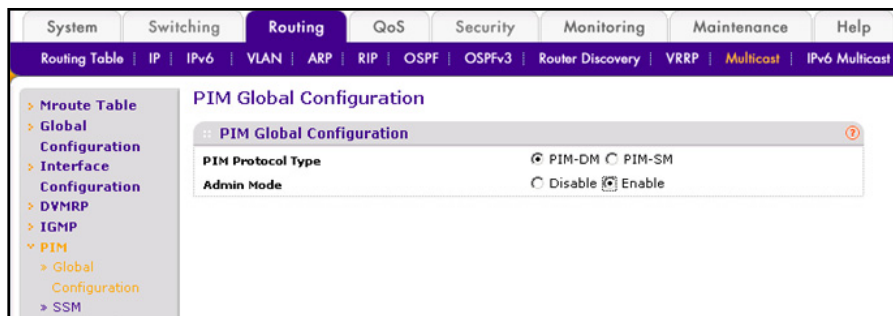 System Switching Routing QoS Security Monitoring Maintenance Help
Routing Table IP IPv6 VLAN ARP RIP OSPF OSPFv3 Router Discovery VRRP Multicast IPv6 Multicast
Mroute Table
Global
Configuration
Interface
Configuration
DVMRP
IGMP
PIM
Global
Configuration
SSM
PIM Global Configuration
PIM Global Configuration
PIM Protocol Type PIM-DM PIM-SM
Admin Mode Disable Enable